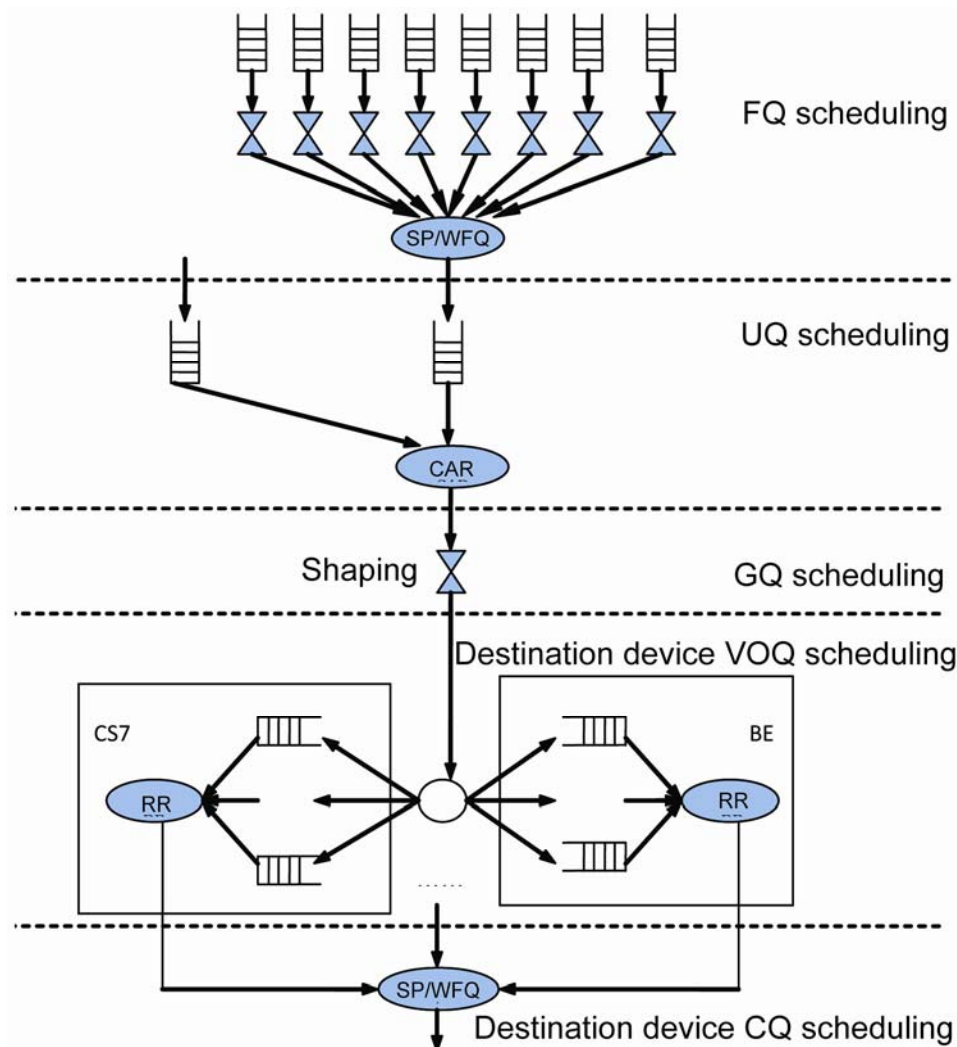 FQ scheduling
SP/WFQ
UQ scheduling
CAR
Shaping
GQ scheduling
Destination device VOQ scheduling
CS7
BE
RR
RR
......
SP/WFQ
Destination device CQ scheduling